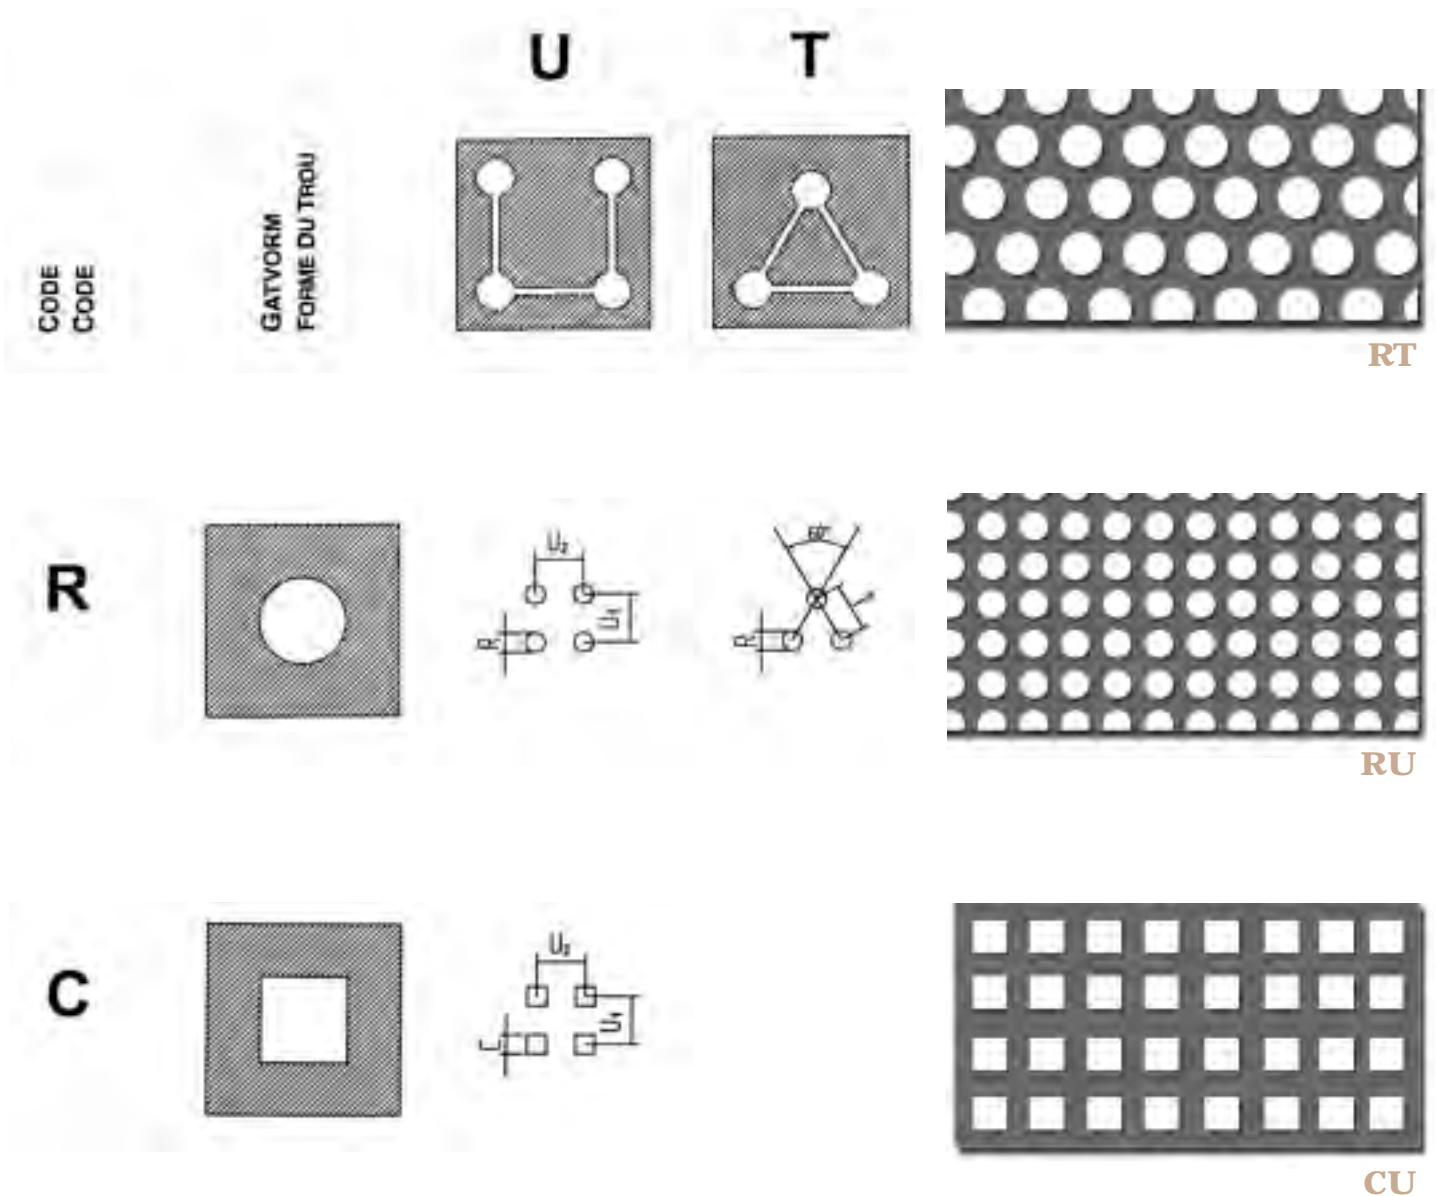 U
T
CODE
CODE
GATVORM
FORME DU TROU
RT
R
U₂
U₁
R
60°
R
RU
C
U₂
U₁
C
CU